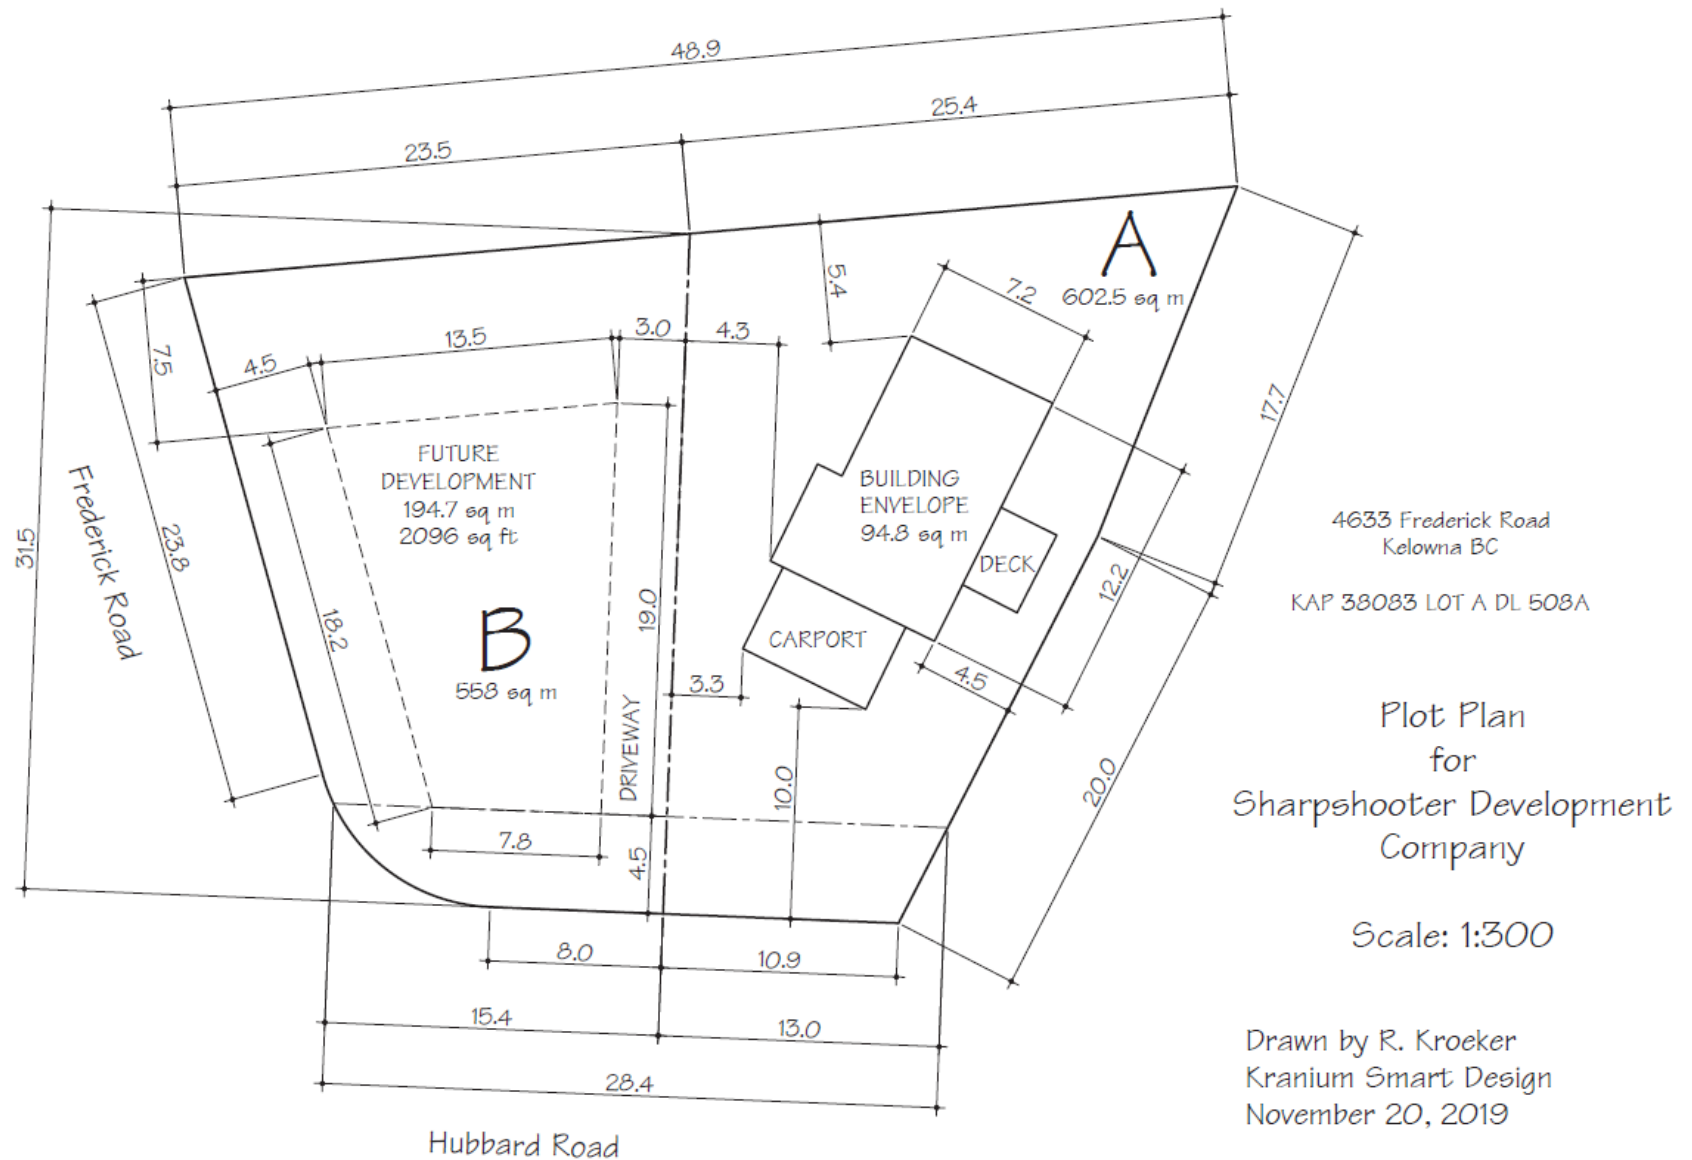 48.9
25.4
23.5
A
602.5 sq m
5.4
7.2
3.0
4.3
13.5
7.5
4.5
17.7
FUTURE
DEVELOPMENT
194.7 sq m
2096 sq ft
BUILDING
ENVELOPE
94.8 sq m
DECK
Frederick Road
23.8
31.5
12.2
4633 Frederick Road
Kelowna BC
KAP 38083 LOT A DL 508A
18.2
19.0
B
558 sq m
CARPORT
3.3
4.5
DRIVEWAY
10.0
20.0
7.8
4.5
Plot Plan
for
Sharpshooter Development
Company
Scale: 1:300
8.0
10.9
15.4
13.0
28.4
Hubbard Road
Drawn by R. Kroeker
Kranium Smart Design
November 20, 2019